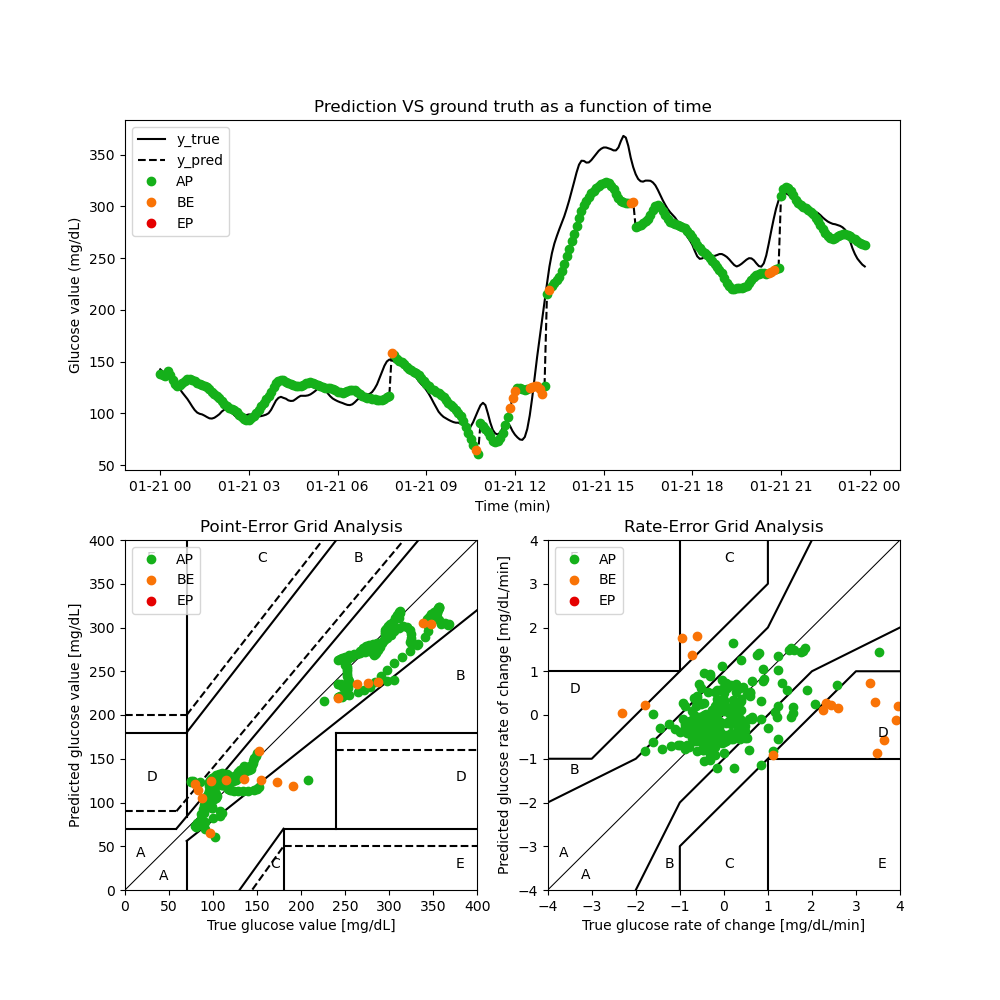 Prediction VS ground truth as a function of time
Glucose value (mg/dL)
350
300
250
200
150
100
50
y_true
y_pred
AP
BE
EP
01-21 00 01-21 03 01-21 06 01-21 09 01-21 12 01-21 15 01-21 18 01-21 21 01-22 00
Time (min)
Point-Error Grid Analysis
Predicted glucose value [mg/dL]
400
350
300
250
200
150
100
50
0
AP
BE
EP
C
B
B
D
D
A
A
C
E
0 50 100 150 200 250 300 350 400
True glucose value [mg/dL]
Rate-Error Grid Analysis
Predicted glucose rate of change [mg/dL/min]
4
3
2
1
0
−1
−2
−3
−4
AP
BE
EP
C
D
D
B
A
A
B
C
E
−4 −3 −2 −1 0 1 2 3 4
True glucose rate of change [mg/dL/min]